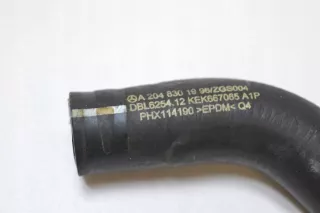 A 204 830 19 96/ZGS004
DBL6254.12 KEK667065 A1P
PHX114190 >EPDM< Q4